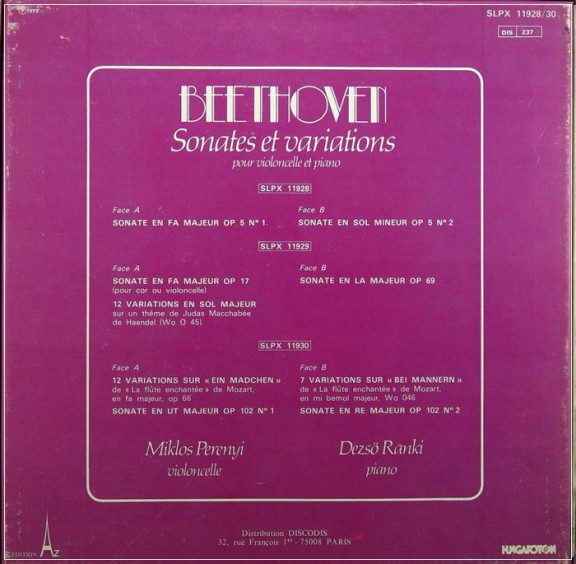 ℗ 1979
SLPX 11928/30
DIS 237
BEETHOVEN
Sonates et variations
pour violoncelle et piano
SLPX 11928
Face A
SONATE EN FA MAJEUR OP 5 N° 1.
Face B
SONATE EN SOL MINEUR OP 5 N° 2
SLPX 11929
Face A
SONATE EN FA MAJEUR OP 17
(pour cor ou violoncelle)
12 VARIATIONS EN SOL MAJEUR
sur un thème de Judas Macchabée
de Haendel (Wo O 45).
Face B
SONATE EN LA MAJEUR OP 69
SLPX 11930
Face A
12 VARIATIONS SUR « EIN MADCHEN »
de « La flûte enchantée » de Mozart,
en fa majeur, op 66
SONATE EN UT MAJEUR OP 102 N° 1
Face B
7 VARIATIONS SUR « BEI MANNERN »
de « La flûte enchantée » de Mozart,
en mi bemol majeur, Wo 046
SONATE EN RE MAJEUR OP 102 N° 2
Miklos Perenyi
violoncelle
Dezsö Ranki
piano
EDITION AZ
Distribution DISCODIS
32, rue François 1er - 75008 PARIS
HUNGAROTON